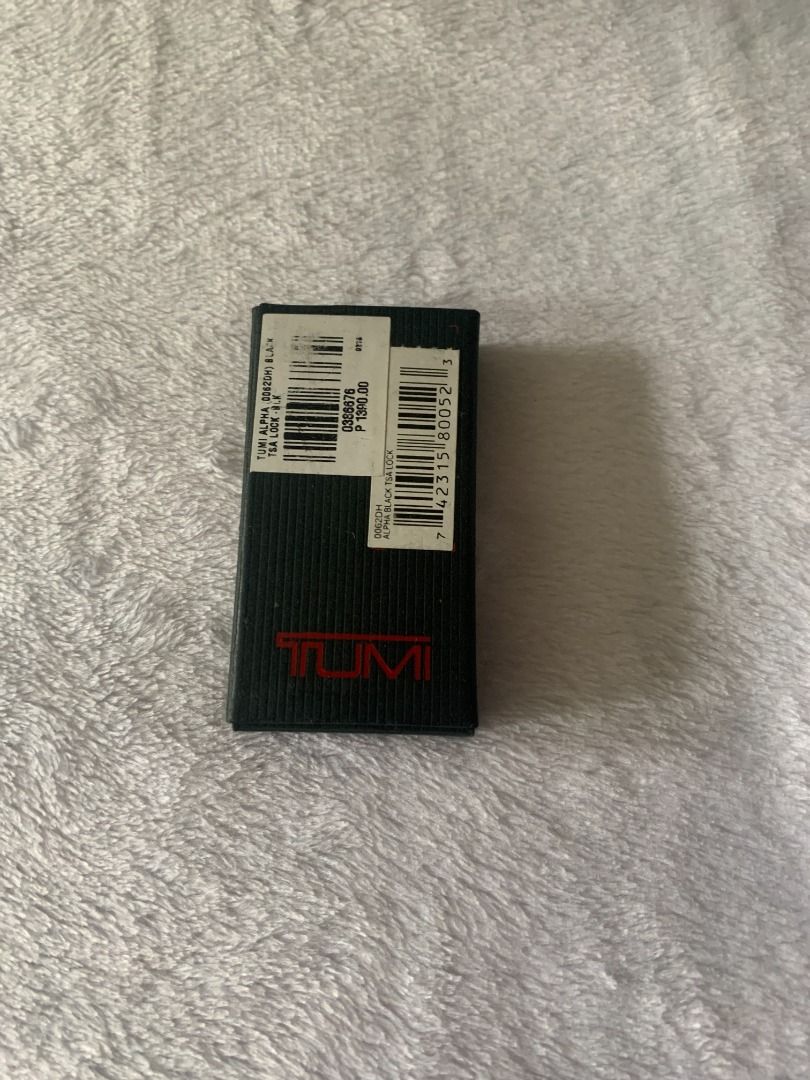 TUMI ALPHA (0062DH) BLACK
TSA LOCK -BLK
0386676
P 1390.00
0062DH
ALPHA BLACK TSA LOCK
7 42315 80052 3
TUMI